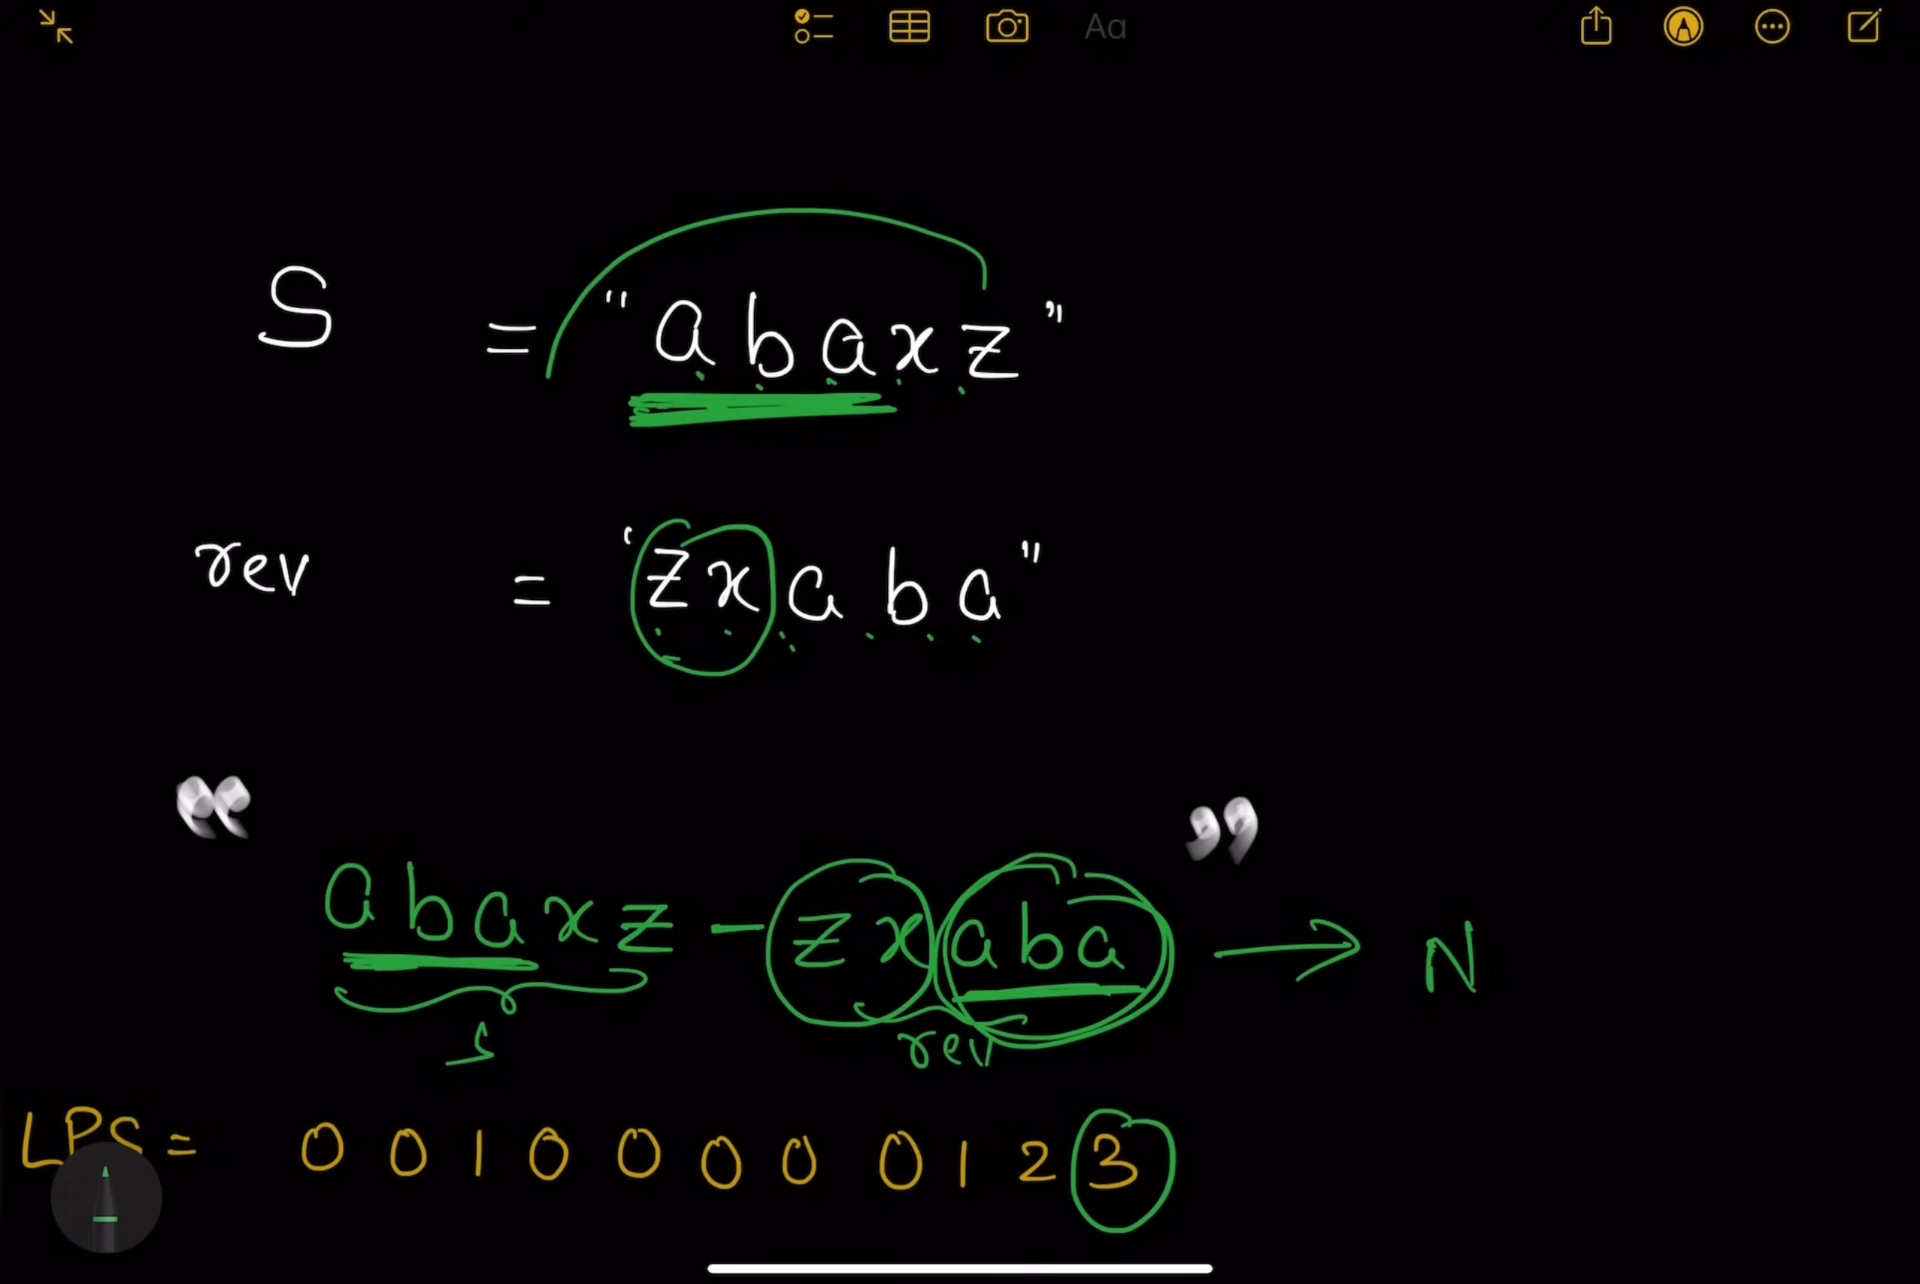 Aa
S = "abaxz"
rev = 'zxaba"
“ ”
abaxz-zxaba → N
s rev
LPS = 0 0 1 0 0 0 0 0 1 2 3